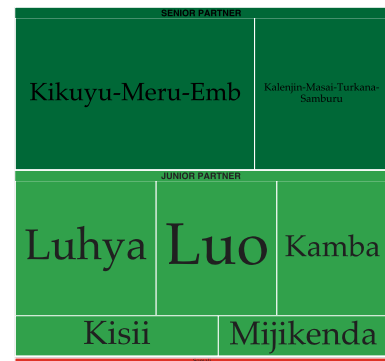 SENIOR PARTNER
Kikuyu-Meru-Emb
Kalenjin-Masai-Turkana-
Samburu
JUNIOR PARTNER
Luhya
Luo
Kamba
Kisii
Mijikenda